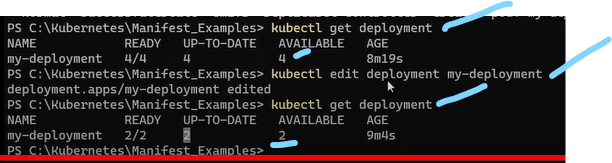 PS C:\Kubernetes\Manifest_Examples> kubectl get deployment
NAME READY UP-TO-DATE AVAILABLE AGE
my-deployment 4/4 4 4 8m19s
PS C:\Kubernetes\Manifest_Examples> kubectl edit deployment my-deployment
deployment.apps/my-deployment edited
PS C:\Kubernetes\Manifest_Examples> kubectl get deployment
NAME READY UP-TO-DATE AVAILABLE AGE
my-deployment 2/2 2 2 9m4s
PS C:\Kubernetes\Manifest_Examples>